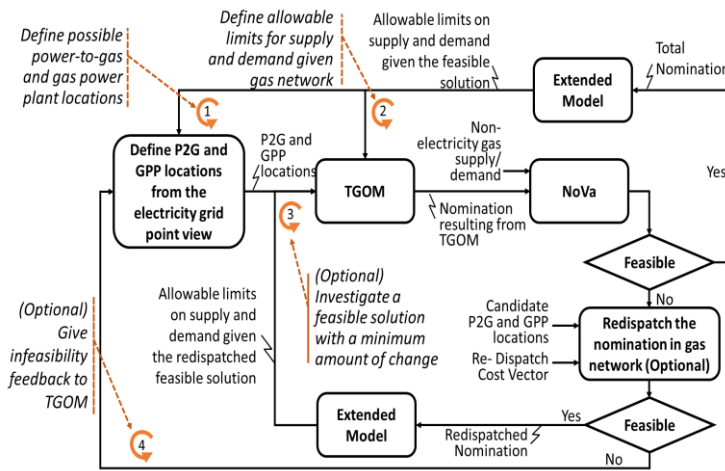 Define possible
power-to-gas
and gas power
plant locations
Define allowable
limits for supply
and demand given
gas network
Allowable limits on
supply and demand
given the feasible
solution
Extended
Model
Total
Nomination
1
2
Define P2G and
GPP locations
from the
electricity grid
point view
P2G and
GPP
locations
TGOM
Non-
electricity gas
supply/
demand
NoVa
Yes
Nomination
resulting from
TGOM
3
Feasible
No
(Optional)
Give
infeasibility
feedback to
TGOM
Allowable limits
on supply and
demand given
the redispatched
feasible solution
(Optional)
Investigate a
feasible solution
with a minimum
amount of change
Candidate
P2G and GPP
locations
Re- Dispatch
Cost Vector
Redispatch the
nomination in gas
network (Optional)
4
Extended
Model
Yes
Redispatched
Nomination
Feasible
No